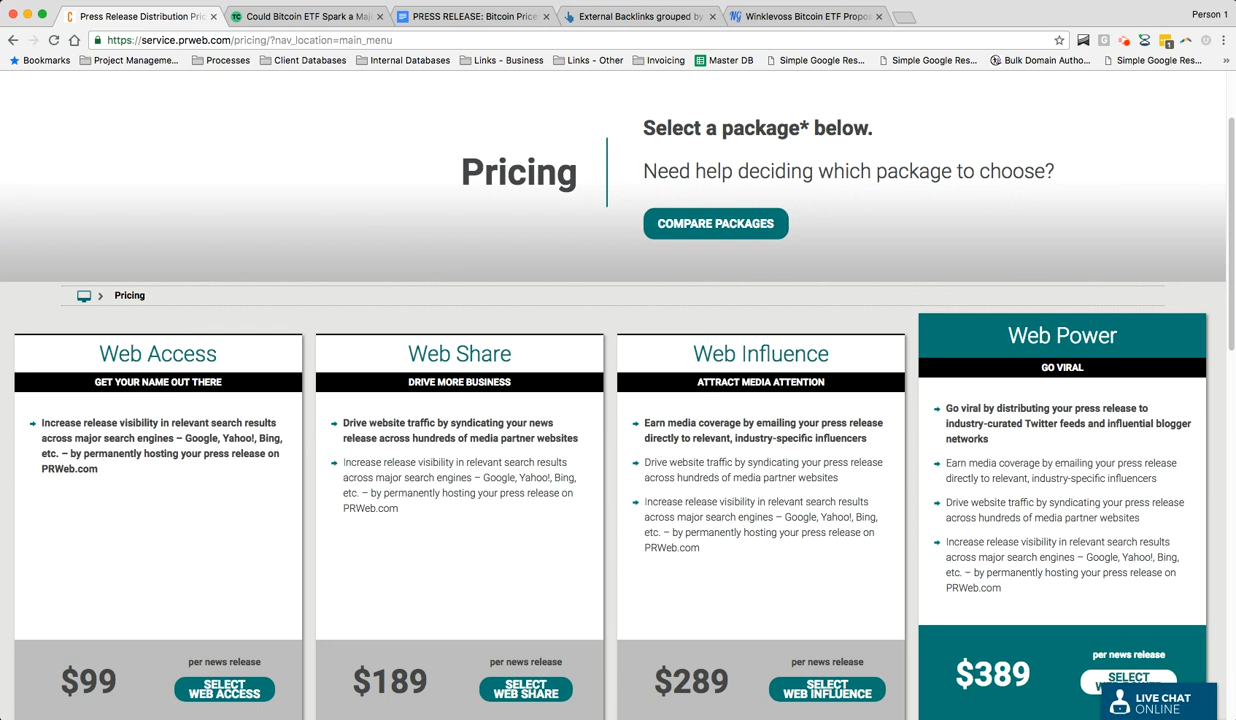 Press Release Distribution Pric
Could Bitcoin ETF Spark a Maj
PRESS RELEASE: Bitcoin Price
External Backlinks grouped by
Winklevoss Bitcoin ETF Propo
Person 1
https://service.prweb.com/pricing/?nav_location=main_menu
Bookmarks
Project Manageme...
Processes
Client Databases
Internal Databases
Links - Business
Links - Other
Invoicing
Master DB
Simple Google Res...
Simple Google Res...
Bulk Domain Autho...
Simple Google Res...
Pricing
Select a package* below.
Need help deciding which package to choose?
COMPARE PACKAGES
Pricing
Web Access
GET YOUR NAME OUT THERE
Increase release visibility in relevant search results
across major search engines – Google, Yahoo!, Bing,
etc. – by permanently hosting your press release on
PRWeb.com
$99
per news release
SELECT
WEB ACCESS
Web Share
DRIVE MORE BUSINESS
Drive website traffic by syndicating your news
release across hundreds of media partner websites
Increase release visibility in relevant search results
across major search engines – Google, Yahoo!, Bing,
etc. – by permanently hosting your press release on
PRWeb.com
$189
per news release
SELECT
WEB SHARE
Web Influence
ATTRACT MEDIA ATTENTION
Earn media coverage by emailing your press release
directly to relevant, industry-specific influencers
Drive website traffic by syndicating your press release
across hundreds of media partner websites
Increase release visibility in relevant search results
across major search engines – Google, Yahoo!, Bing,
etc. – by permanently hosting your press release on
PRWeb.com
$289
per news release
SELECT
WEB INFLUENCE
Web Power
GO VIRAL
Go viral by distributing your press release to
industry-curated Twitter feeds and influential blogger
networks
Earn media coverage by emailing your press release
directly to relevant, industry-specific influencers
Drive website traffic by syndicating your press release
across hundreds of media partner websites
Increase release visibility in relevant search results
across major search engines – Google, Yahoo!, Bing,
etc. – by permanently hosting your press release on
PRWeb.com
$389
per news release
SELECT
LIVE CHAT
ONLINE